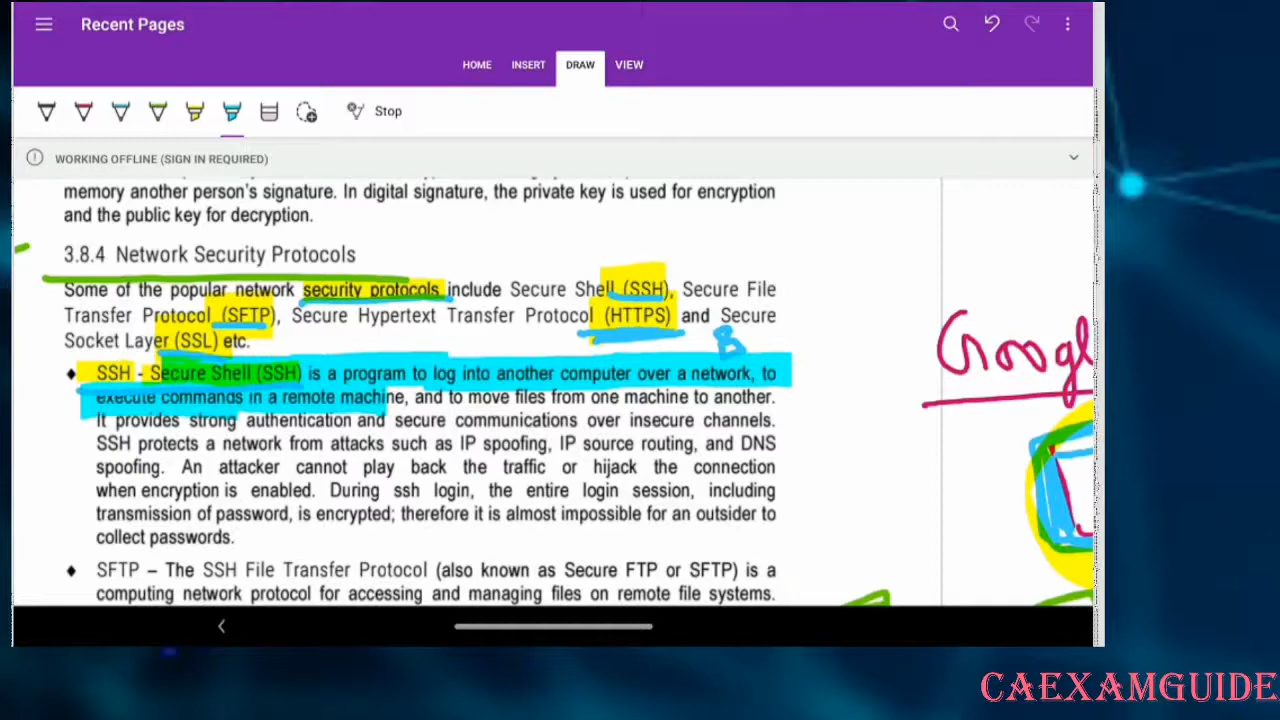 Recent Pages
HOME INSERT DRAW VIEW
Stop
WORKING OFFLINE (SIGN IN REQUIRED)
memory another person's signature. In digital signature, the private key is used for encryption
and the public key for decryption.
3.8.4 Network Security Protocols
Some of the popular network security protocols include Secure Shell (SSH), Secure File
Transfer Protocol (SFTP), Secure Hypertext Transfer Protocol (HTTPS) and Secure
Socket Layer (SSL) etc.
B
♦ SSH - Secure Shell (SSH) is a program to log into another computer over a network, to
execute commands in a remote machine, and to move files from one machine to another.
It provides strong authentication and secure communications over insecure channels.
SSH protects a network from attacks such as IP spoofing, IP source routing, and DNS
spoofing. An attacker cannot play back the traffic or hijack the connection
when encryption is enabled. During ssh login, the entire login session, including
transmission of password, is encrypted; therefore it is almost impossible for an outsider to
collect passwords.
♦ SFTP – The SSH File Transfer Protocol (also known as Secure FTP or SFTP) is a
computing network protocol for accessing and managing files on remote file systems.
Googl
CAEXAMGUIDE